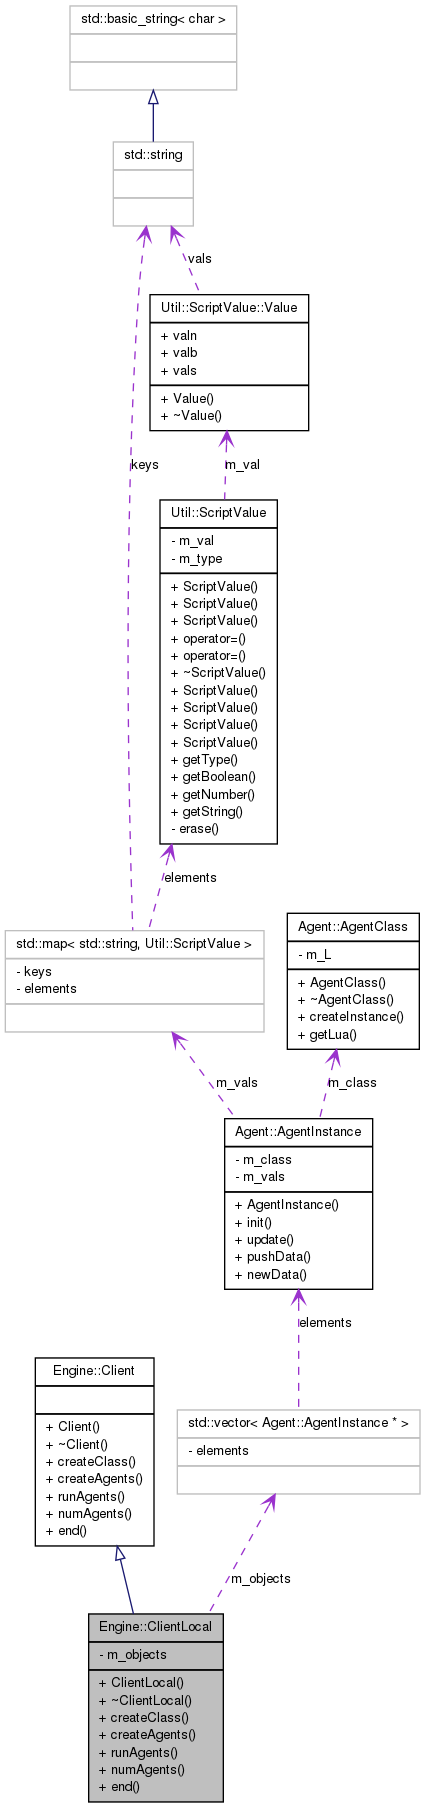 std::basic_string< char >
std::string
vals
Util::ScriptValue::Value
+ valn
+ valb
+ vals
+ Value()
+ ~Value()
keys
m_val
Util::ScriptValue
- m_val
- m_type
+ ScriptValue()
+ ScriptValue()
+ ScriptValue()
+ operator=()
+ operator=()
+ ~ScriptValue()
+ ScriptValue()
+ ScriptValue()
+ ScriptValue()
+ ScriptValue()
+ getType()
+ getBoolean()
+ getNumber()
+ getString()
- erase()
elements
std::map< std::string, Util::ScriptValue >
- keys
- elements
Agent::AgentClass
- m_L
+ AgentClass()
+ ~AgentClass()
+ createInstance()
+ getLua()
m_vals
m_class
Agent::AgentInstance
- m_class
- m_vals
+ AgentInstance()
+ init()
+ update()
+ pushData()
+ newData()
elements
Engine::Client
+ Client()
+ ~Client()
+ createClass()
+ createAgents()
+ runAgents()
+ numAgents()
+ end()
std::vector< Agent::AgentInstance * >
- elements
m_objects
Engine::ClientLocal
- m_objects
+ ClientLocal()
+ ~ClientLocal()
+ createClass()
+ createAgents()
+ runAgents()
+ numAgents()
+ end()